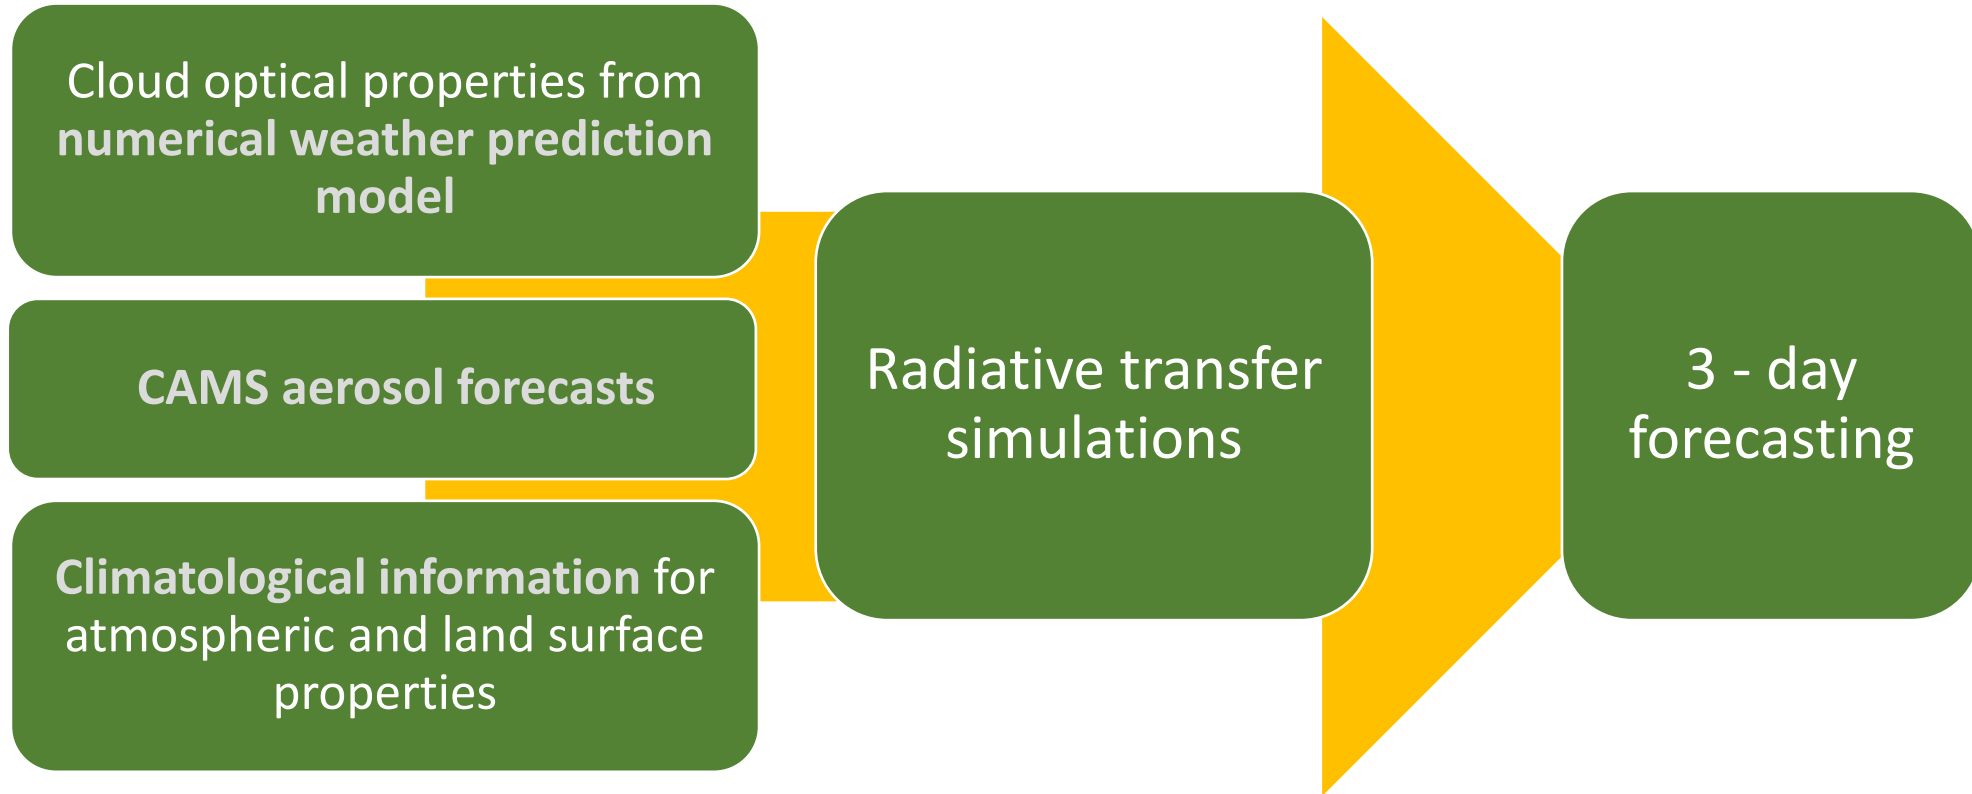 Cloud optical properties from
numerical weather prediction
model
CAMS aerosol forecasts
Climatological information for
atmospheric and land surface
properties
Radiative transfer
simulations
3 - day
forecasting